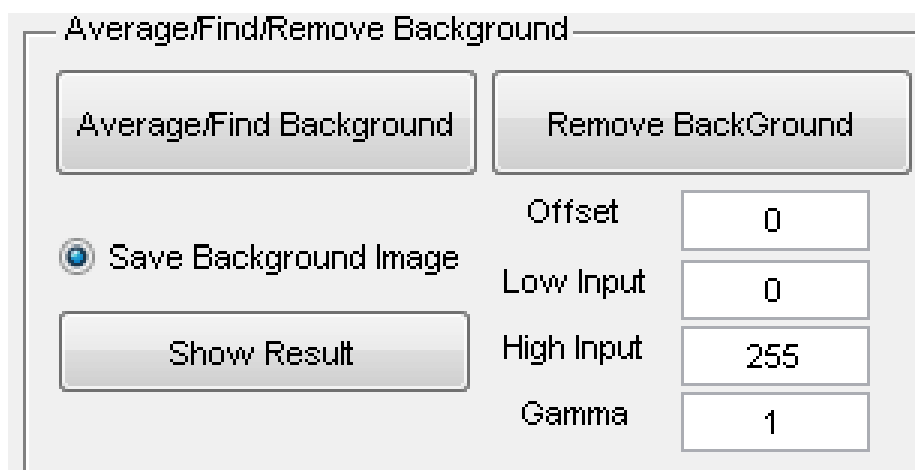 Average/Find/Remove Background
Average/Find Background
Remove BackGround
Save Background Image
Show Result
Offset
0
Low Input
0
High Input
255
Gamma
1